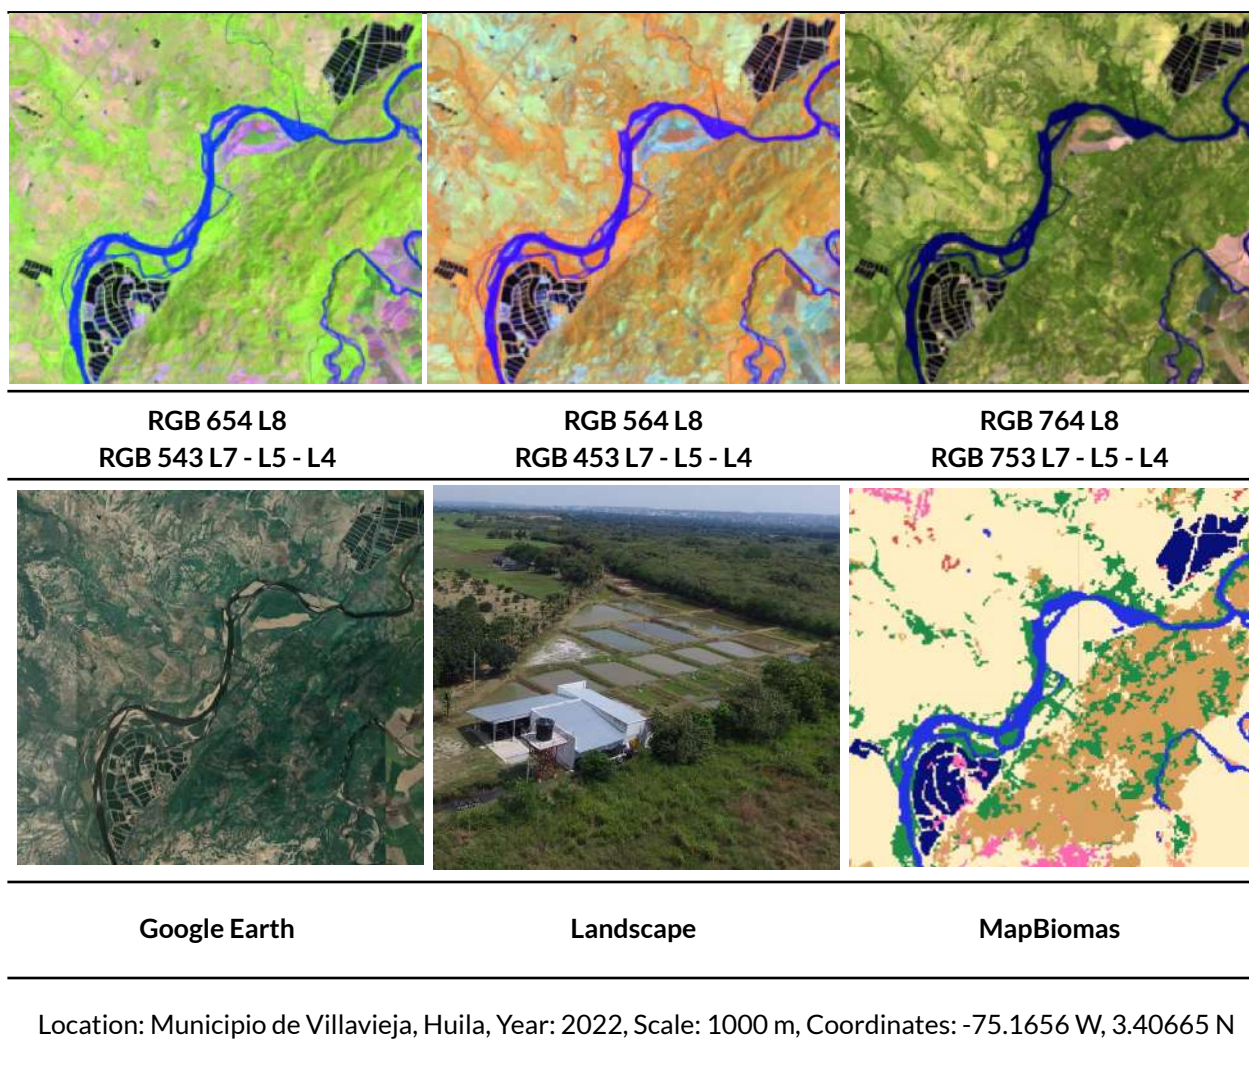 RGB 654 L8
RGB 543 L7 - L5 - L4
RGB 564 L8
RGB 453 L7 - L5 - L4
RGB 764 L8
RGB 753 L7 - L5 - L4
Google Earth
Landscape
MapBiomas
Location: Municipio de Villavieja, Huila, Year: 2022, Scale: 1000 m, Coordinates: -75.1656 W, 3.40665 N